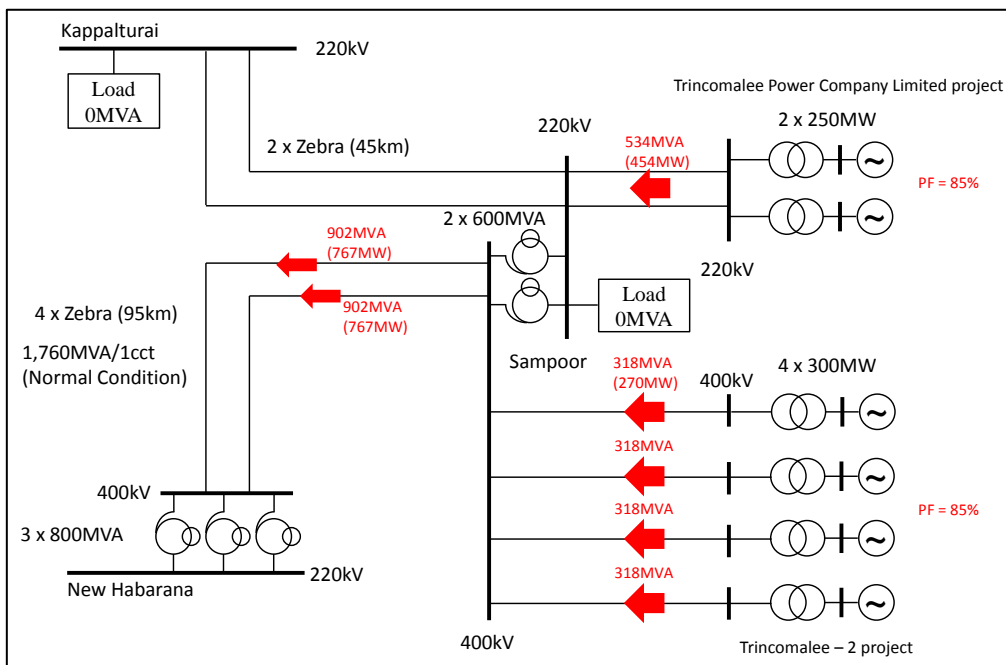 Kappalturai
220kV
Load
0MVA
Trincomalee Power Company Limited project
220kV
2 x 250MW
534MVA
(454MW)
2 x Zebra (45km)
PF = 85%
2 x 600MVA
902MVA
(767MW)
220kV
902MVA
(767MW)
Load
0MVA
4 x Zebra (95km)
1,760MVA/1cct
(Normal Condition)
Sampoor
318MVA
(270MW)
400kV
4 x 300MW
318MVA
400kV
3 x 800MVA
318MVA
PF = 85%
220kV
New Habarana
318MVA
400kV
Trincomalee – 2 project
~
~
~
~
~
~